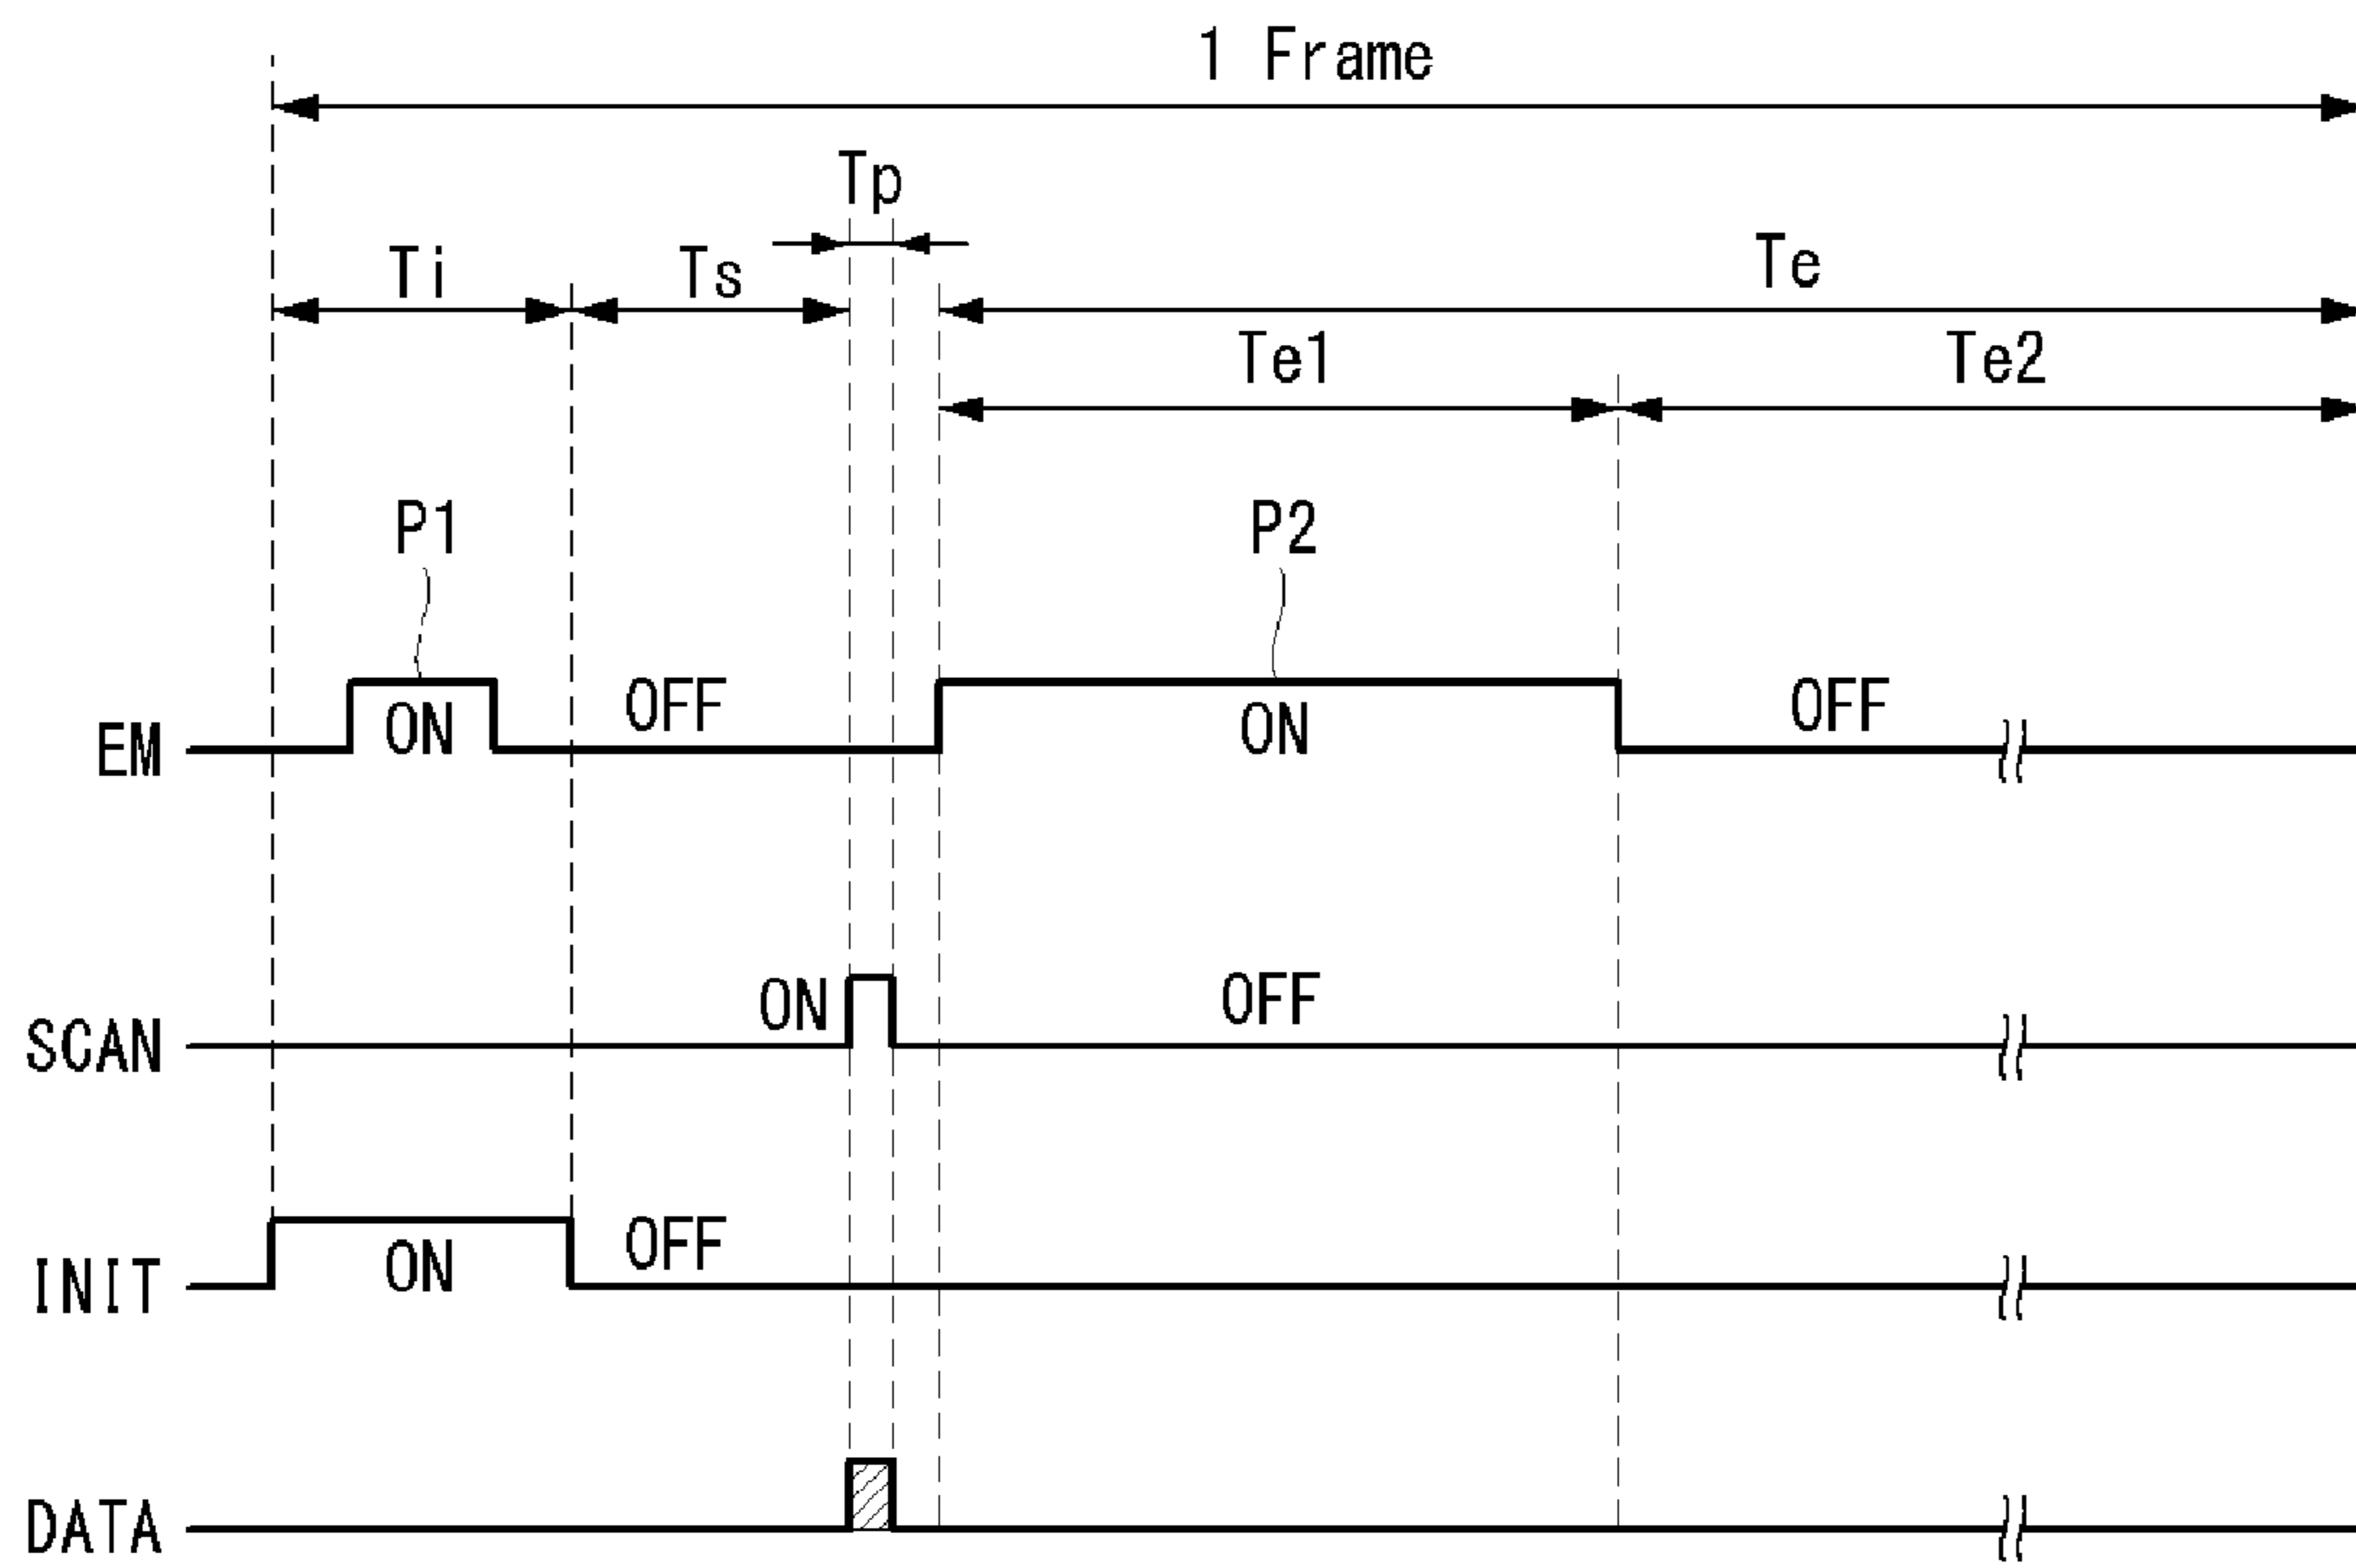 1 Frame
Tp
Ti
Ts
Te
Te1
Te2
P1
P2
EM
ON
OFF
ON
OFF
SCAN
ON
OFF
INIT
ON
OFF
DATA